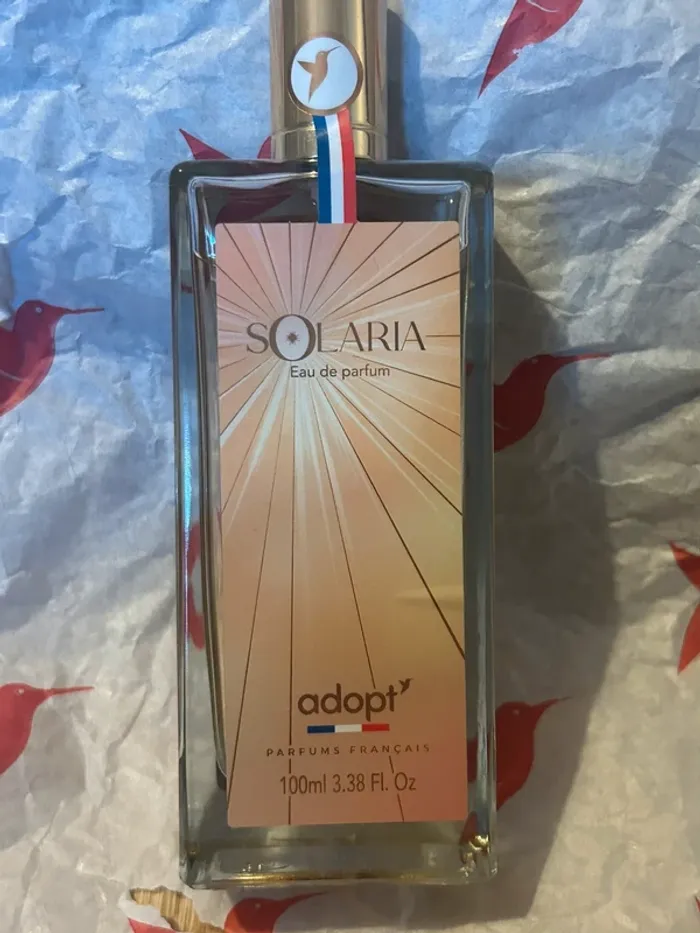 SOLARIA
Eau de parfum
adopt'
PARFUMS FRANÇAIS
100ml 3.38 Fl. Oz